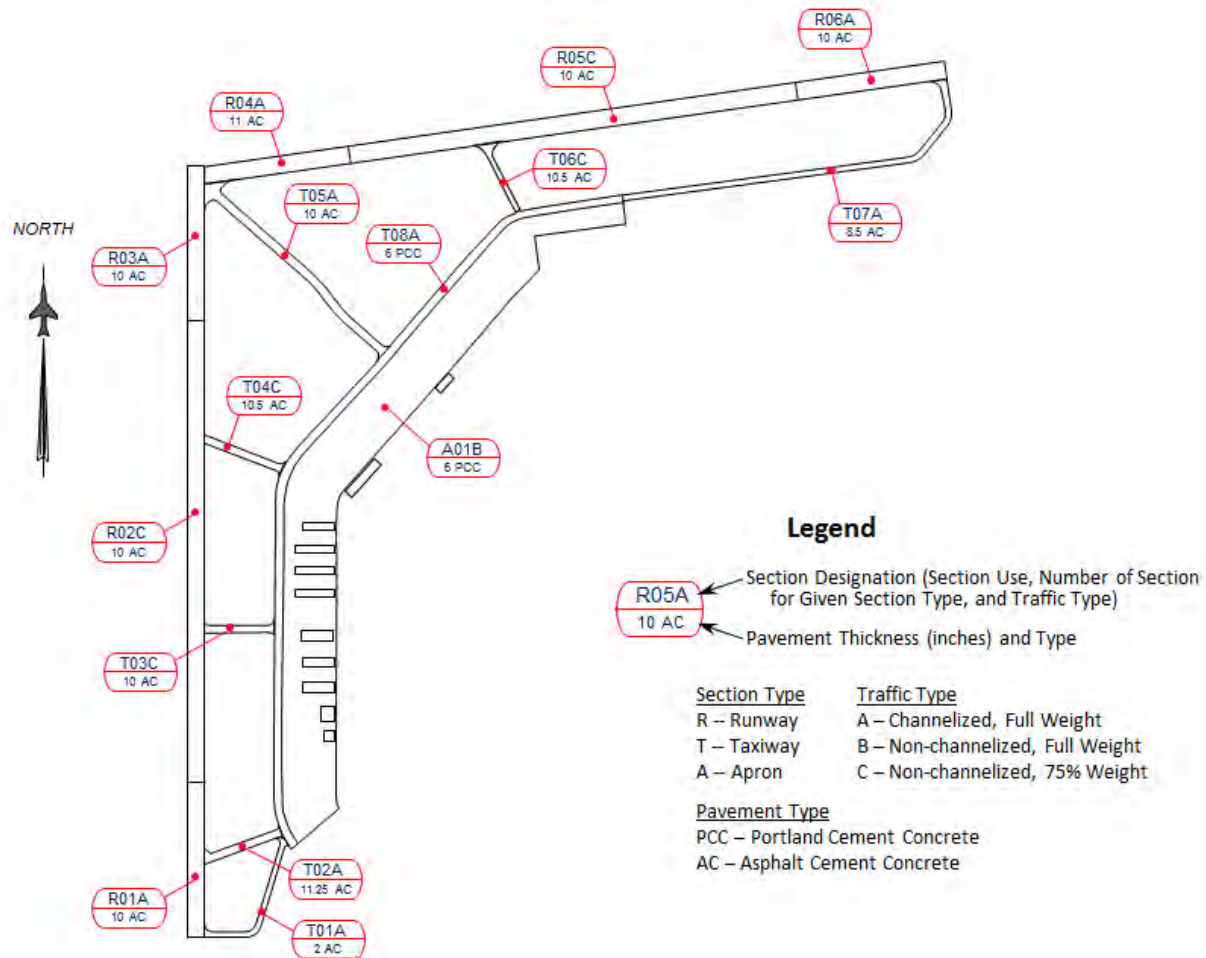 R06A
10 AC
R05C
10 AC
R04A
11 AC
T06C
10.5 AC
T05A
10 AC
T07A
8.5 AC
NORTH
T08A
6 PCC
R03A
10 AC
T04C
10.5 AC
A01B
6 PCC
R02C
10 AC
Legend
R05A
10 AC
Section Designation (Section Use, Number of Section
for Given Section Type, and Traffic Type)
Pavement Thickness (inches) and Type
T03C
10 AC
Section Type
R -- Runway
T -- Taxiway
A -- Apron
Traffic Type
A – Channelized, Full Weight
B – Non-channelized, Full Weight
C – Non-channelized, 75% Weight
Pavement Type
PCC – Portland Cement Concrete
AC – Asphalt Cement Concrete
T02A
11.25 AC
R01A
10 AC
T01A
2 AC